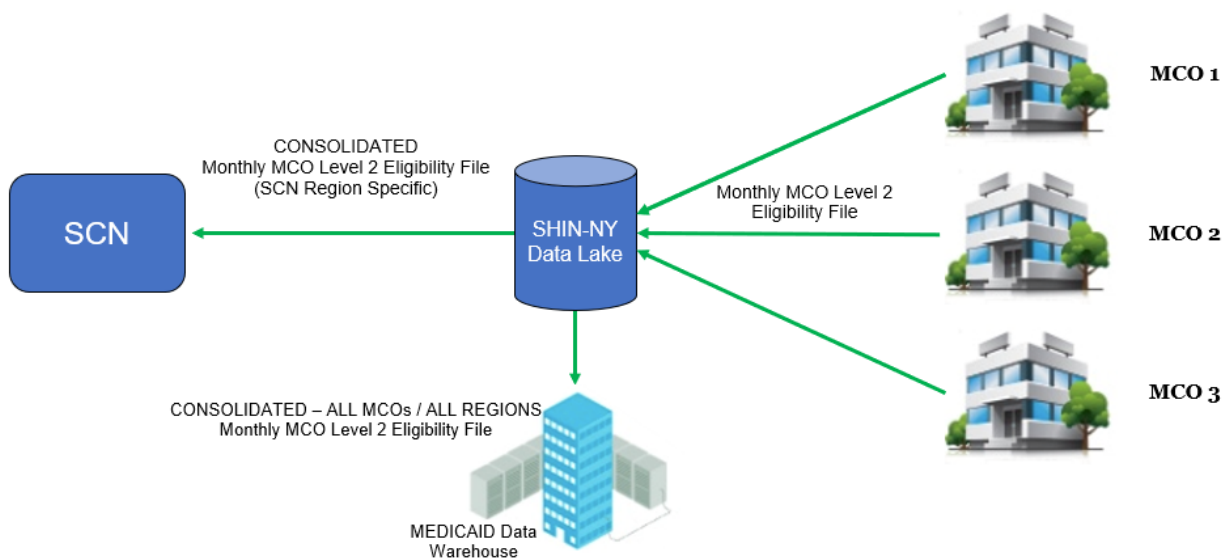 MCO 1
CONSOLIDATED
Monthly MCO Level 2 Eligibility File
(SCN Region Specific)
SCN
SHIN-NY
Data Lake
Monthly MCO Level 2
Eligibility File
MCO 2
MCO 3
CONSOLIDATED – ALL MCOs / ALL REGIONS
Monthly MCO Level 2 Eligibility File
MEDICAID Data
Warehouse